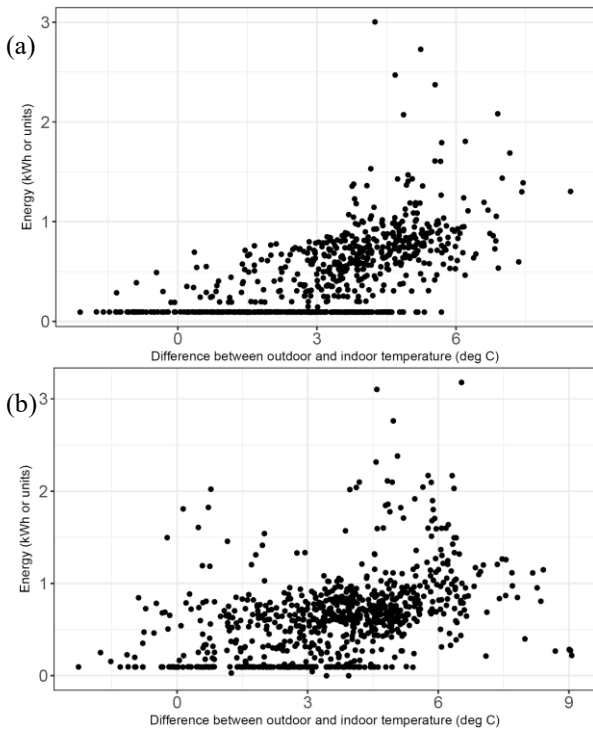 (a)
3
2
1
0
Energy (kWh or units)
0 3 6
Difference between outdoor and indoor temperature (deg C)
(b)
3
2
1
0
Energy (kWh or units)
0 3 6 9
Difference between outdoor and indoor temperature (deg C)